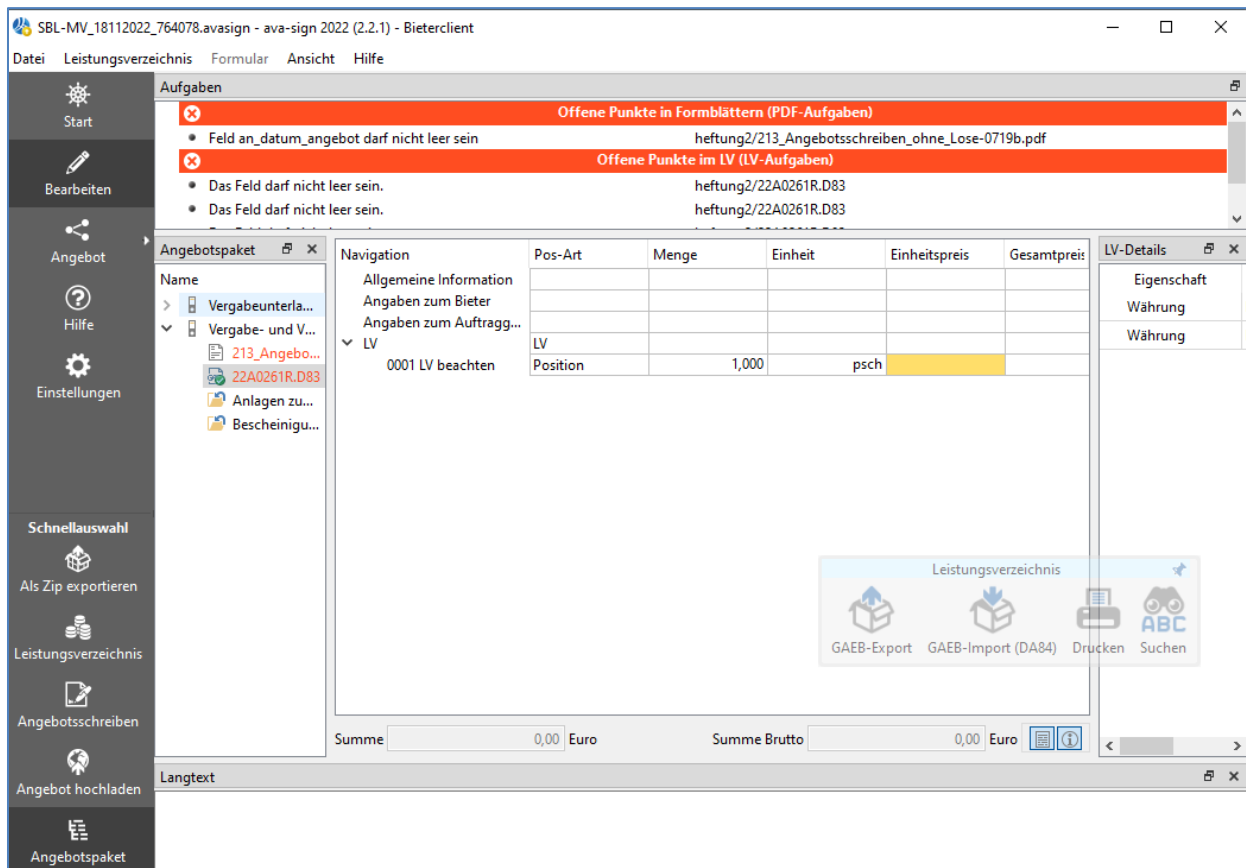 SBL-MV_18112022_764078.avasign - ava-sign 2022 (2.2.1) - Bieterclient
Datei Leistungsverzeichnis Formular Ansicht Hilfe
Start
Bearbeiten
Angebot
Hilfe
Einstellungen
Schnellauswahl
Als Zip exportieren
Leistungsverzeichnis
Angebotsschreiben
Angebot hochladen
Angebotspaket
Aufgaben
Offene Punkte in Formblättern (PDF-Aufgaben)
Feld an_datum_angebot darf nicht leer sein heftung2/213_Angebotsschreiben_ohne_Lose-0719b.pdf
Offene Punkte im LV (LV-Aufgaben)
Das Feld darf nicht leer sein. heftung2/22A0261R.D83
Das Feld darf nicht leer sein. heftung2/22A0261R.D83
Angebotspaket
Name
Vergabeunterla...
Vergabe- und V...
213_Angebo...
22A0261R.D83
Anlagen zu...
Bescheinigu...
Navigation Pos-Art Menge Einheit Einheitspreis Gesamtpreis
Allgemeine Information
Angaben zum Bieter
Angaben zum Auftragg...
LV LV
0001 LV beachten Position 1,000 psch
Leistungsverzeichnis
GAEB-Export GAEB-Import (DA84) Drucken ABC Suchen
Summe 0,00 Euro Summe Brutto 0,00 Euro
LV-Details
Eigenschaft
Währung
Währung
Langtext